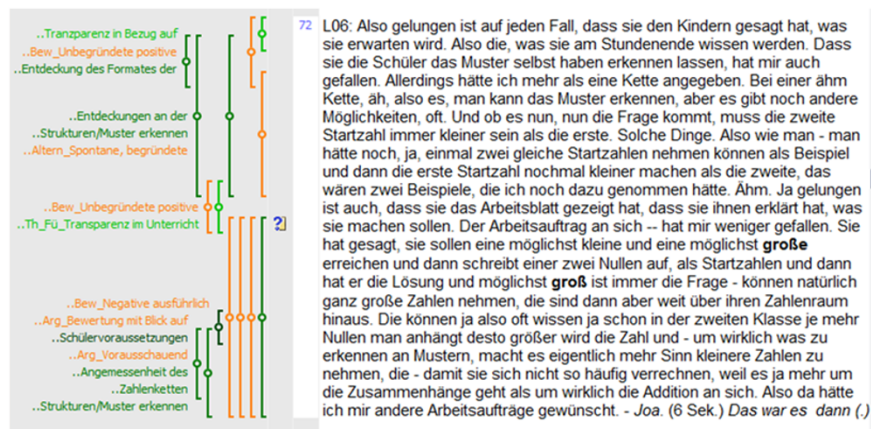 ..Tranzparenz in Bezug auf
..Bew_Unbegründete positive
..Entdeckung des Formates der
..Entdeckungen an der
..Strukturen/Muster erkennen
..Altern_Spontane, begründete
..Bew_Unbegründete positive
..Th_Fü_Transparenz im Unterricht
..Bew_Negative ausführlich
..Arg_Bewertung mit Blick auf
..Schülervoraussetzungen
..Arg_Vorausschauend
..Angemessenheit des
..Zahlenketten
..Strukturen/Muster erkennen
72
L06: Also gelungen ist auf jeden Fall, dass sie den Kindern gesagt hat, was
sie erwarten wird. Also die, was sie am Stundenende wissen werden. Dass
sie die Schüler das Muster selbst haben erkennen lassen, hat mir auch
gefallen. Allerdings hätte ich mehr als eine Kette angegeben. Bei einer ähm
Kette, äh, also es, man kann das Muster erkennen, aber es gibt noch andere
Möglichkeiten, oft. Und ob es nun, nun die Frage kommt, muss die zweite
Startzahl immer kleiner sein als die erste. Solche Dinge. Also wie man - man
hätte noch, ja, einmal zwei gleiche Startzahlen nehmen können als Beispiel
und dann die erste Startzahl nochmal kleiner machen als die zweite, das
wären zwei Beispiele, die ich noch dazu genommen hätte. Ähm. Ja gelungen
ist auch, dass sie das Arbeitsblatt gezeigt hat, dass sie ihnen erklärt hat, was
sie machen sollen. Der Arbeitsauftrag an sich -- hat mir weniger gefallen. Sie
hat gesagt, sie sollen eine möglichst kleine und eine möglichst große
erreichen und dann schreibt einer zwei Nullen auf, als Startzahlen und dann
hat er die Lösung und möglichst groß ist immer die Frage - können natürlich
ganz große Zahlen nehmen, die sind dann aber weit über ihren Zahlenraum
hinaus. Die können ja also oft wissen ja schon in der zweiten Klasse je mehr
Nullen man anhängt desto größer wird die Zahl und - um wirklich was zu
erkennen an Mustern, macht es eigentlich mehr Sinn kleinere Zahlen zu
nehmen, die - damit sie sich nicht so häufig verrechnen, weil es ja mehr um
die Zusammenhänge geht als um wirklich die Addition an sich. Also da hätte
ich mir andere Arbeitsaufträge gewünscht. - Joa. (6 Sek.) Das war es dann (.)